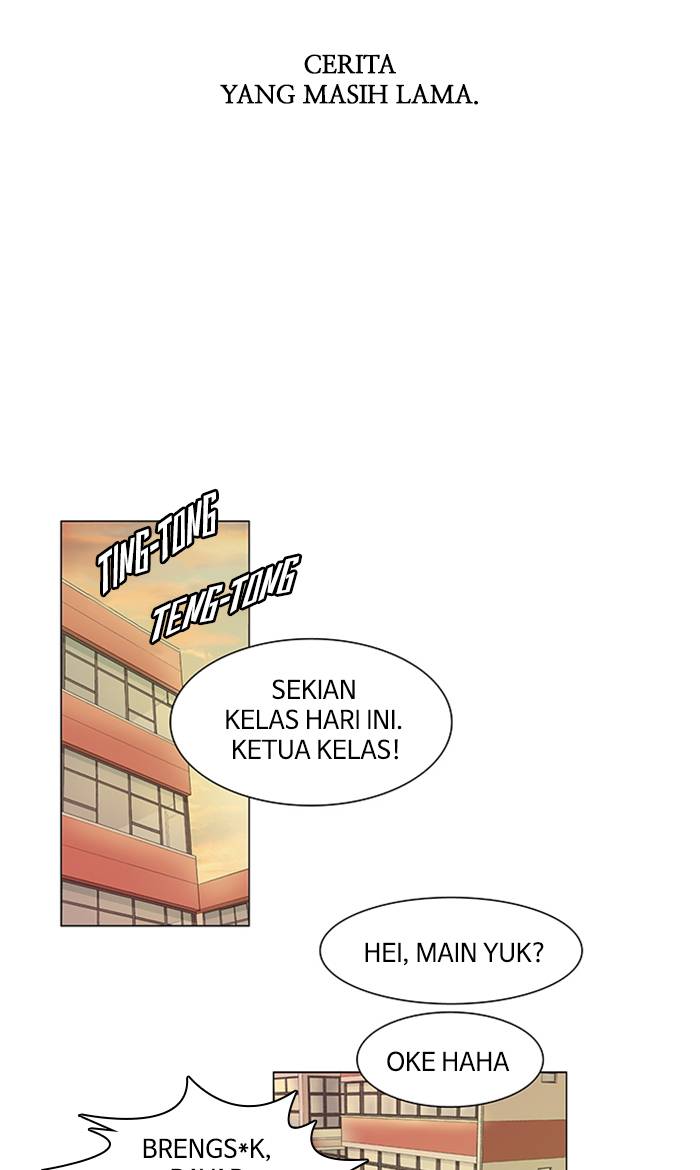 CERITA
YANG MASIH LAMA.
TING-TONG
TENG-TONG
SEKIAN
KELAS HARI INI.
KETUA KELAS!
HEI, MAIN YUK?
OKE HAHA
BRENGS*K,